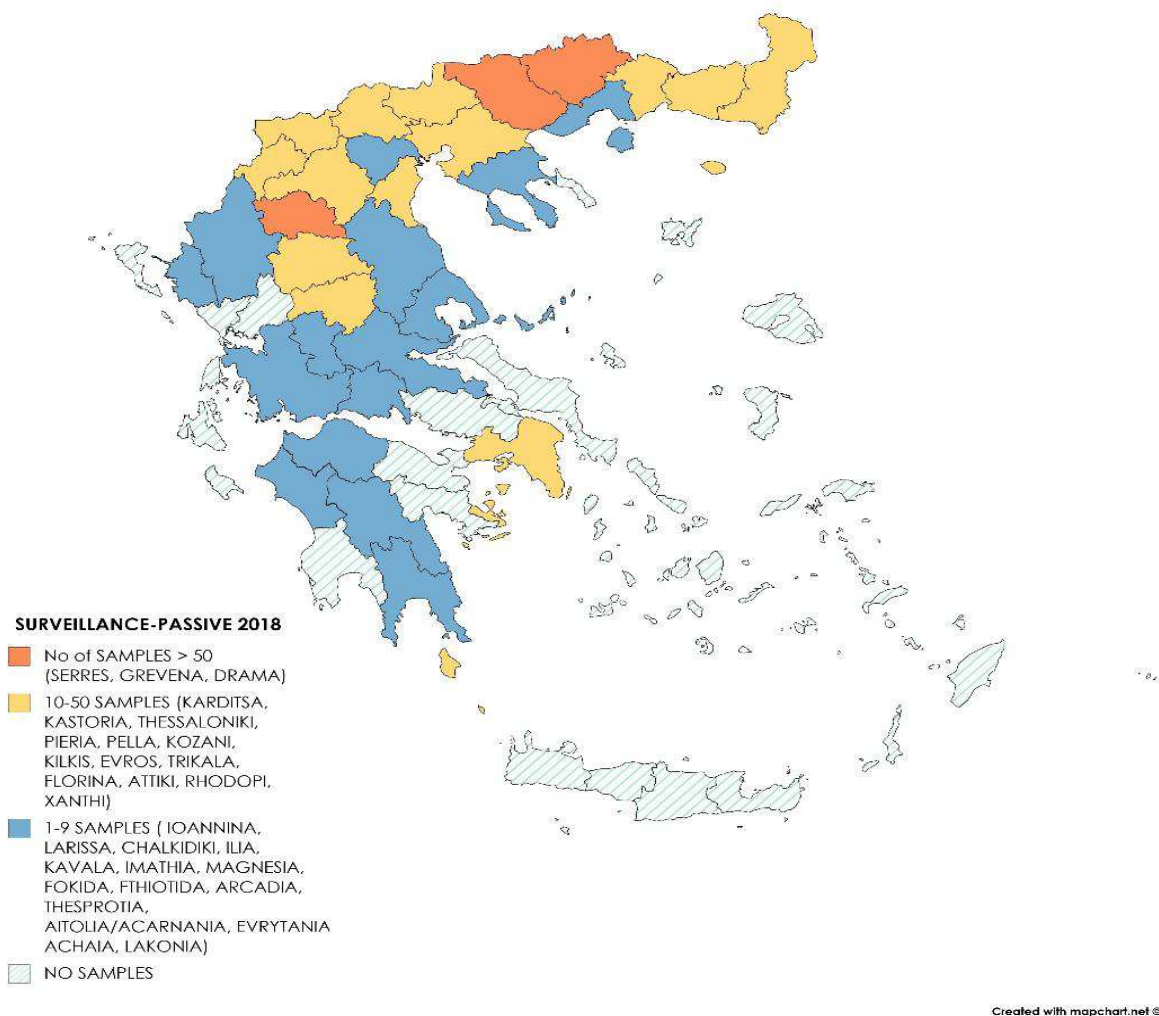 SURVEILLANCE-PASSIVE 2018
No of SAMPLES > 50
(SERRES, GREVENA, DRAMA)
10-50 SAMPLES (KARDITSA,
KASTORIA, THESSALONIKI,
PIERIA, PELLA, KOZANI,
KILKIS, EVROS, TRIKALA,
FLORINA, ATTIKI, RHODOPI,
XANTHI)
1-9 SAMPLES ( IOANNINA,
LARISSA, CHALKIDIKI, ILIA,
KAVALA, IMATHIA, MAGNESIA,
FOKIDA, FTHIOTIDA, ARCADIA,
THESPROTIA,
AITOLIA/ACARNANIA, EVRYTANIA
ACHAIA, LAKONIA)
NO SAMPLES
Created with mapchart.net ©